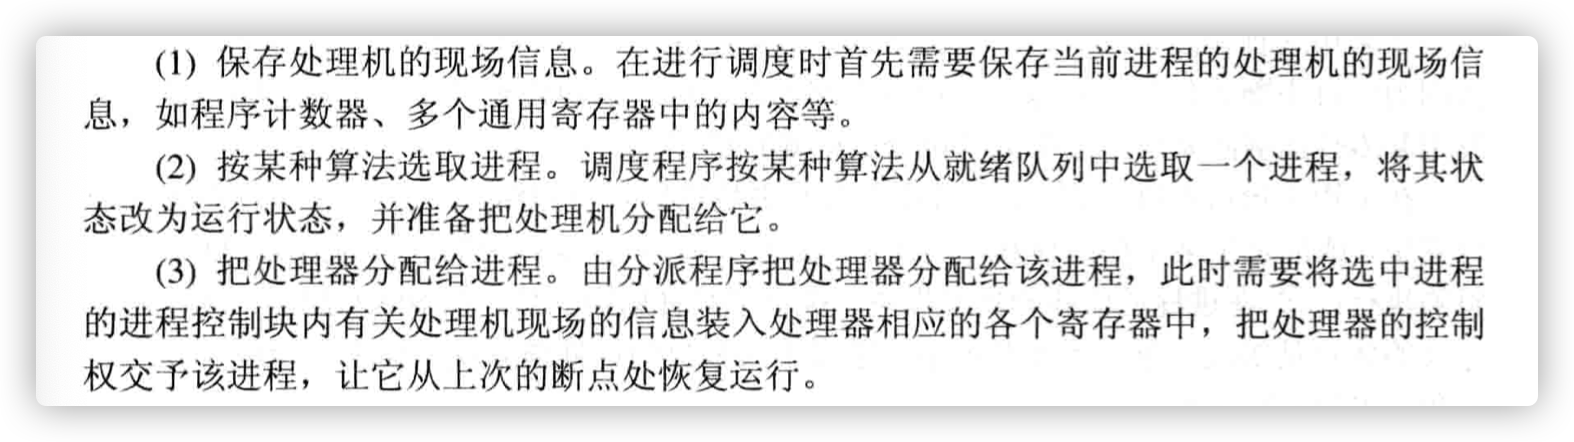 (1) 保存处理机的现场信息。在进行调度时首先需要保存当前进程的处理机的现场信
息，如程序计数器、多个通用寄存器中的内容等。
(2) 按某种算法选取进程。调度程序按某种算法从就绪队列中选取一个进程，将其状
态改为运行状态，并准备把处理机分配给它。
(3) 把处理器分配给进程。由分派程序把处理器分配给该进程，此时需要将选中进程
的进程控制块内有关处理机现场的信息装入处理器相应的各个寄存器中，把处理器的控制
权交予该进程，让它从上次的断点处恢复运行。